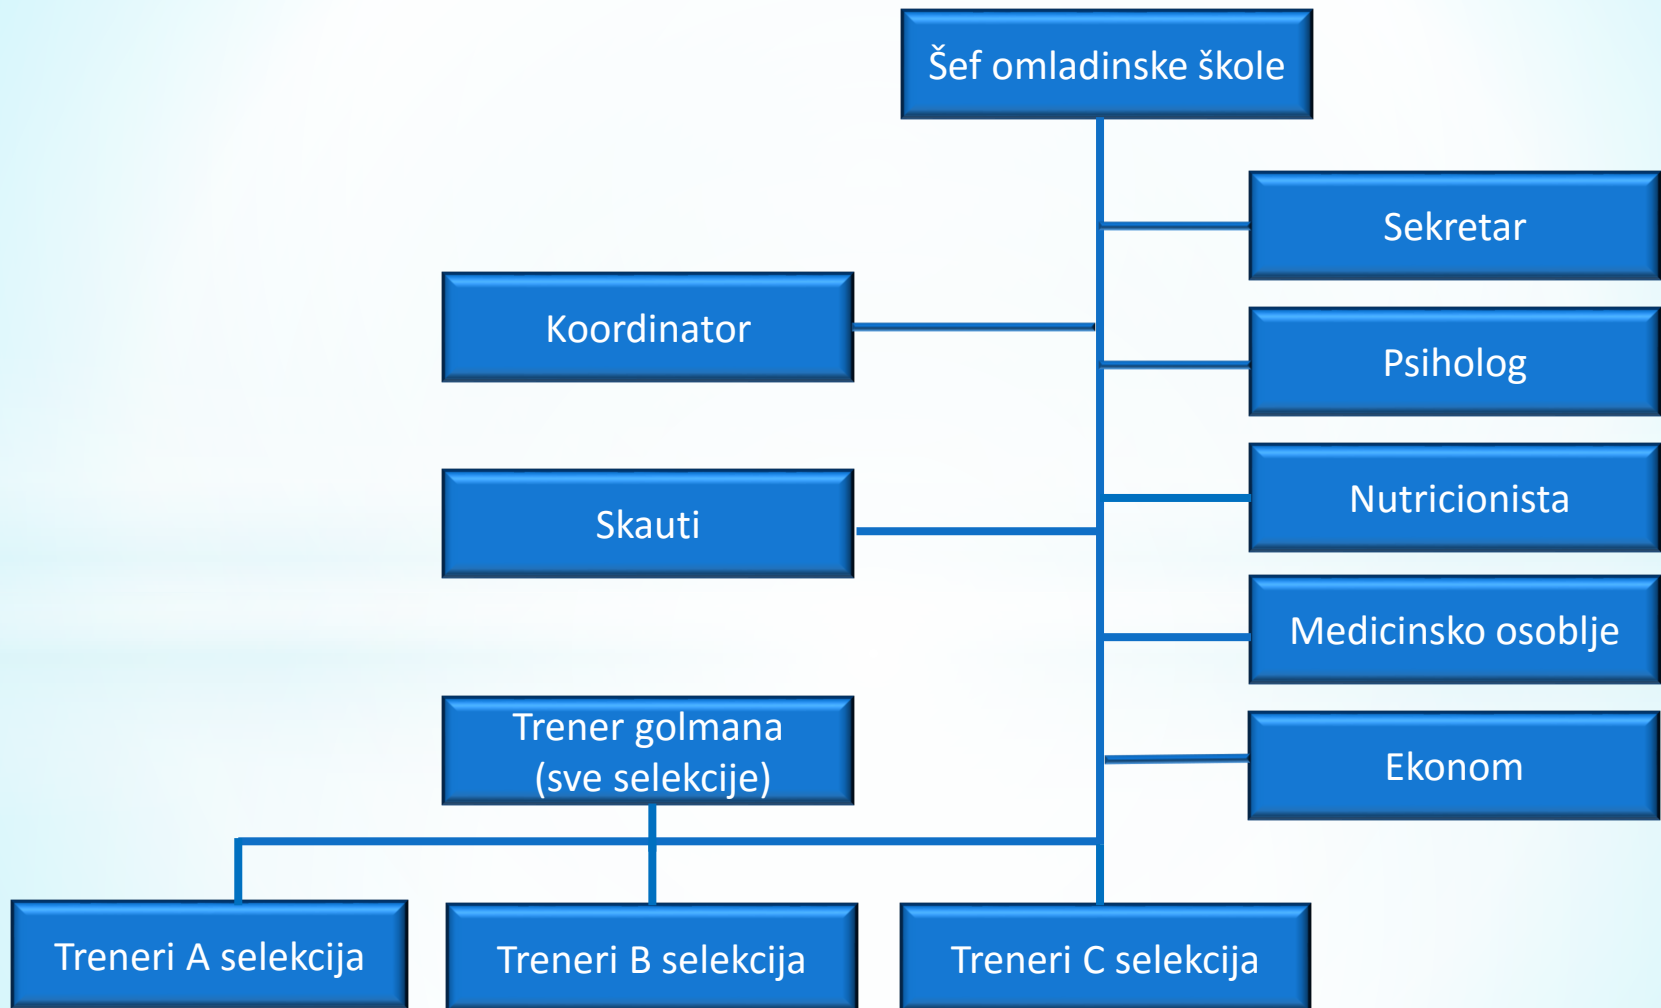 Šef omladinske škole
Sekretar
Koordinator
Psiholog
Nutricionista
Skauti
Medicinsko osoblje
Trener golmana
(sve selekcije)
Ekonom
Treneri A selekcija
Treneri B selekcija
Treneri C selekcija